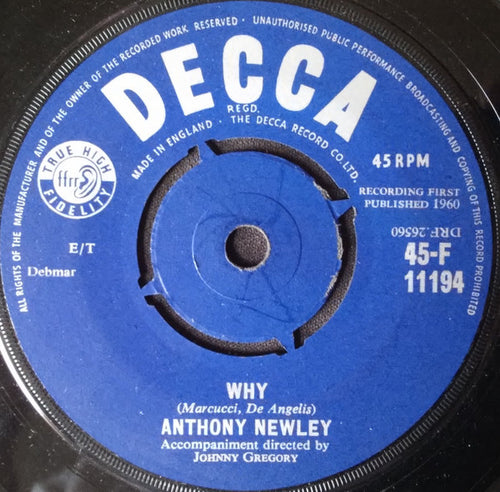 ALL RIGHTS OF THE MANUFACTURER AND OF THE OWNER OF THE RECORDED WORK RESERVED · UNAUTHORISED PUBLIC PERFORMANCE BROADCASTING AND COPYING OF THIS RECORD PROHIBITED
DECCA
REGD.
MADE IN ENGLAND · THE DECCA RECORD CO. LTD.
TRUE HIGH
ffrr
FIDELITY
45 RPM
RECORDING FIRST
PUBLISHED 1960
E/T
DRF.26560
Debmar
45-F
11194
WHY
(Marcucci, De Angelis)
ANTHONY NEWLEY
Accompaniment directed by
JOHNNY GREGORY